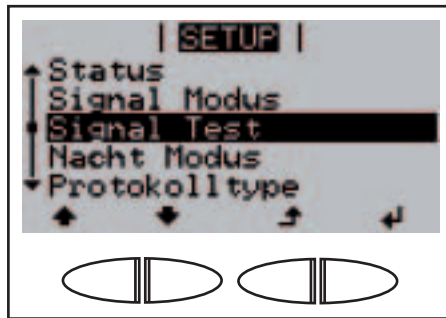 | SETUP |
Status
Signal Modus
Signal Test
Nacht Modus
Protokolltype